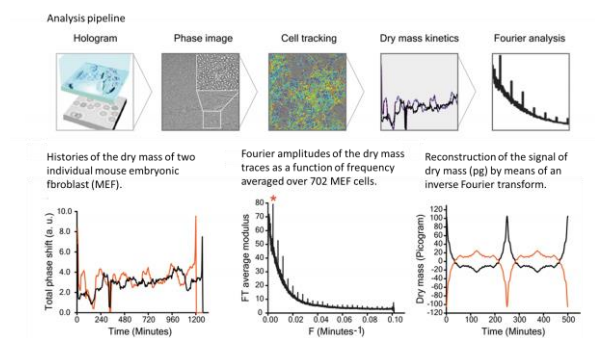 Analysis pipeline
Hologram
Phase image
Cell tracking
Dry mass kinetics
Fourier analysis
Histories of the dry mass of two
individual mouse embryonic
fibroblast (MEF).
Fourier amplitudes of the dry mass
traces as a function of frequency
averaged over 702 MEF cells.
Reconstruction of the signal of
dry mass (pg) by means of an
inverse Fourier transform.
Total phase shift (a. u.)
10.0
8.0
6.0
4.0
2.0
0.0
0 240 480 720 960 1200
Time (Minutes)
FT average modulus
80
70
60
50
40
30
20
10
0
*
0.00 0.02 0.04 0.06 0.08 0.10
F (Minutes-1)
Dry mass (Picogram)
120
100
80
60
40
20
0
-20
-40
-60
-80
-100
-120
0 100 200 300 400 500
Time (Minutes)